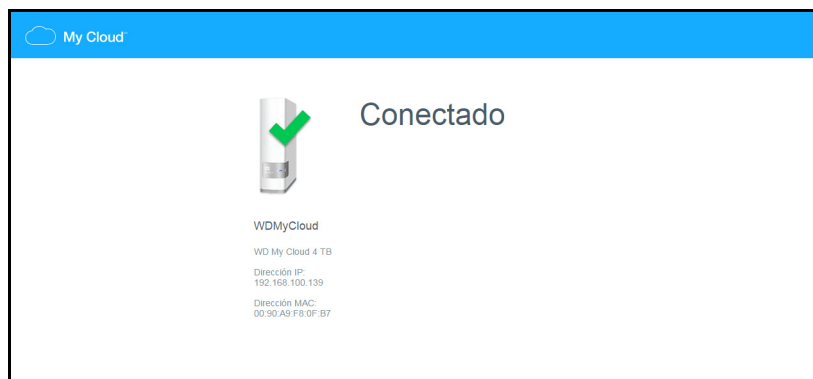 My Cloud™
Conectado
WDMyCloud
WD My Cloud 4 TB
Dirección IP:
192.168.100.139
Dirección MAC:
00:90:A9:F8:0F:B7